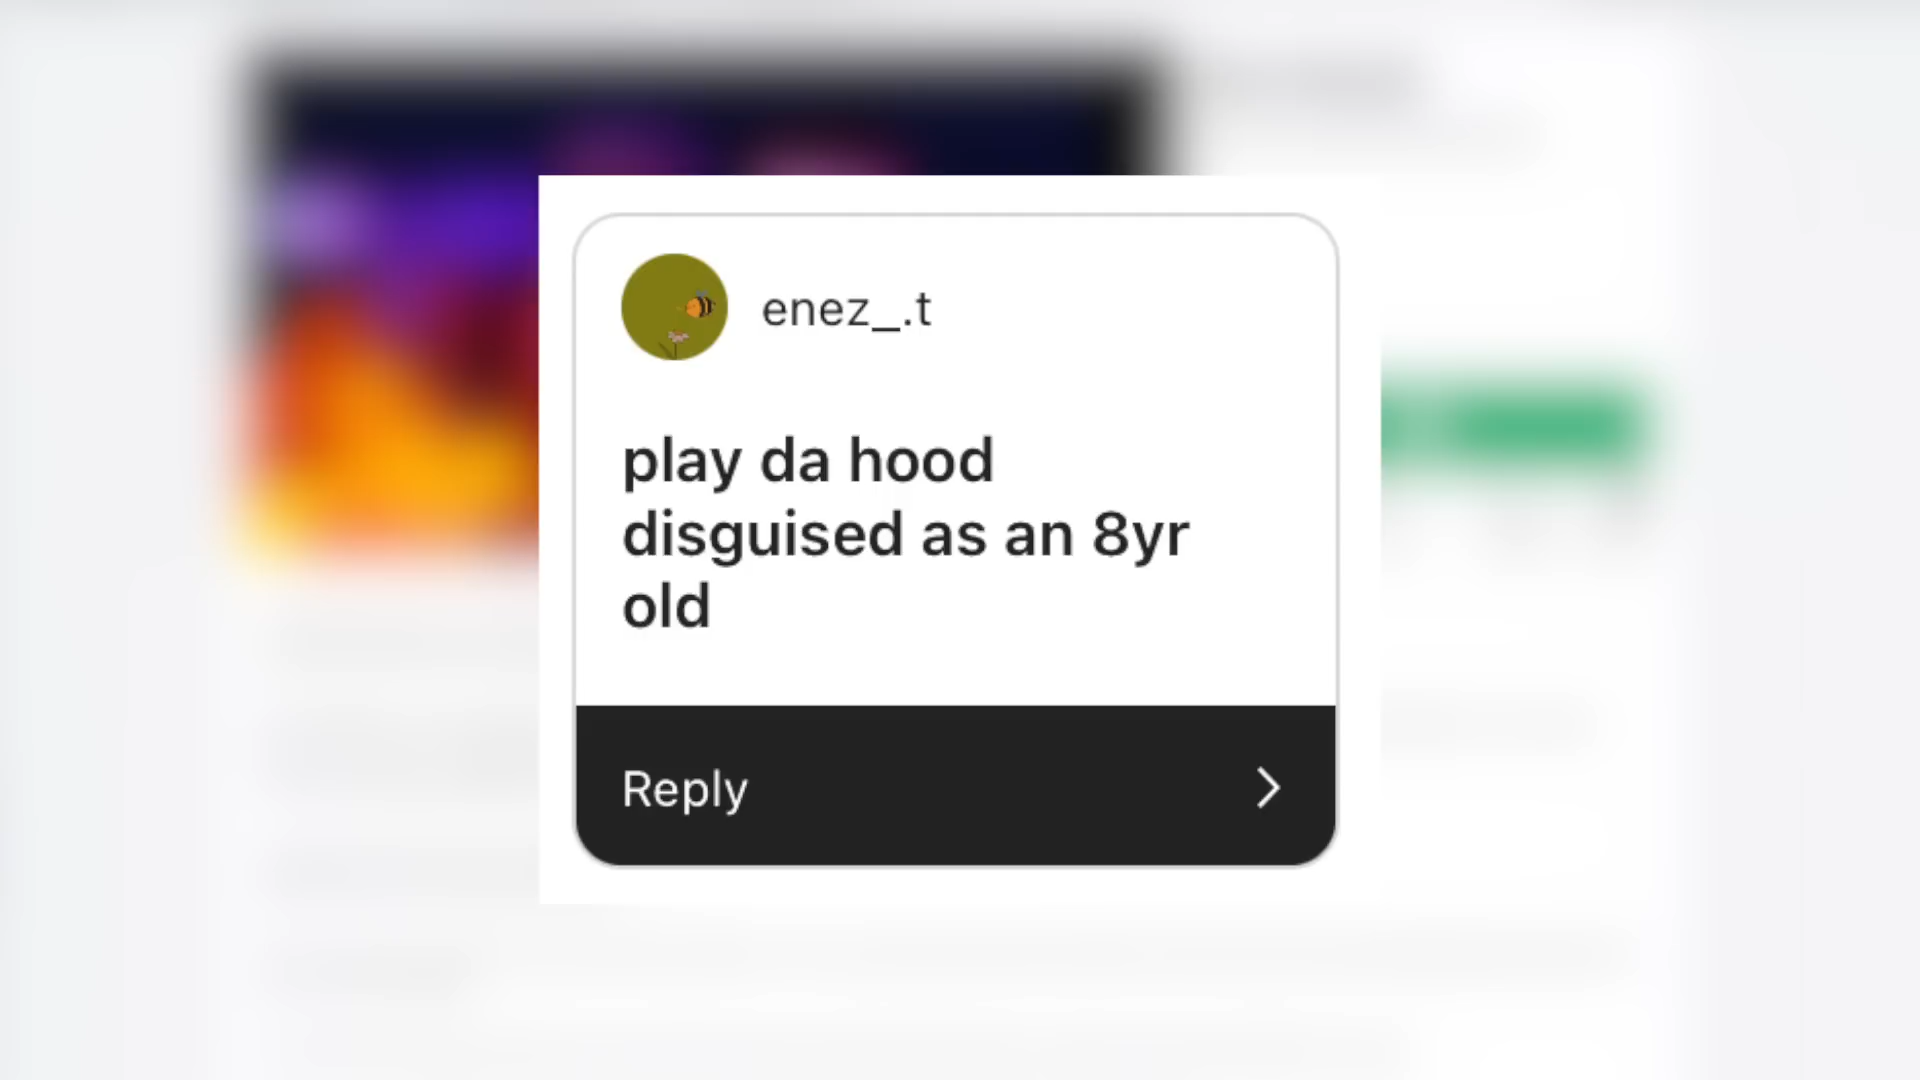 enez_.t
play da hood
disguised as an 8yr
old
Reply